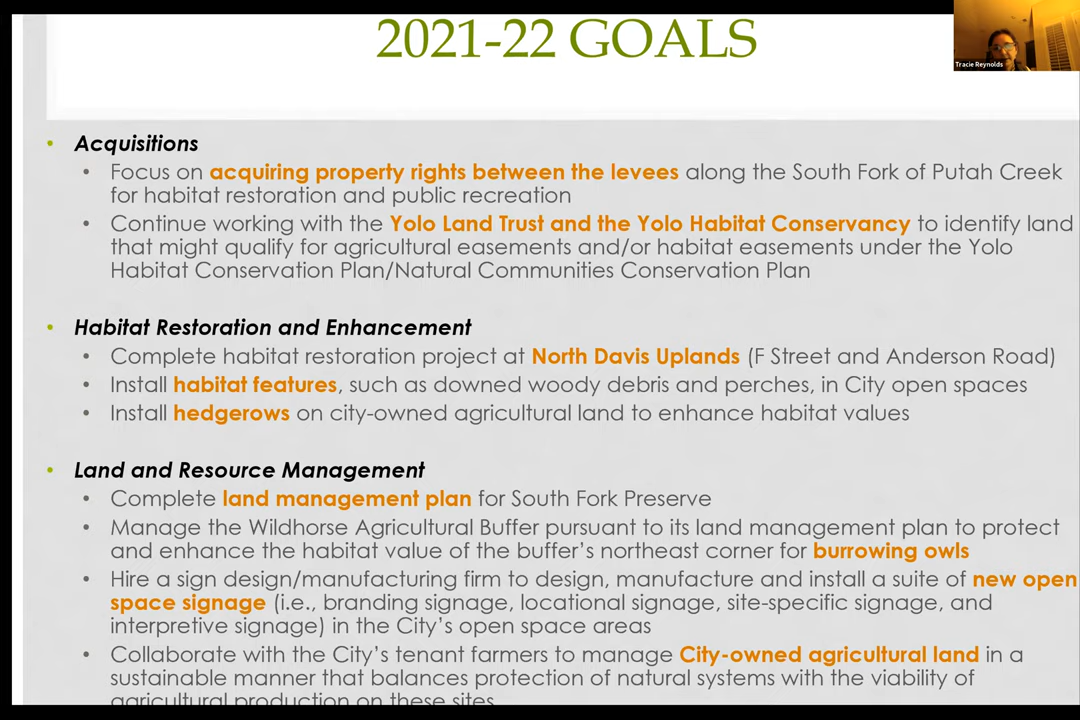 2021-22 GOALS
Tracie Reynolds
• Acquisitions
• Focus on acquiring property rights between the levees along the South Fork of Putah Creek
for habitat restoration and public recreation
• Continue working with the Yolo Land Trust and the Yolo Habitat Conservancy to identify land
that might qualify for agricultural easements and/or habitat easements under the Yolo
Habitat Conservation Plan/Natural Communities Conservation Plan
• Habitat Restoration and Enhancement
• Complete habitat restoration project at North Davis Uplands (F Street and Anderson Road)
• Install habitat features, such as downed woody debris and perches, in City open spaces
• Install hedgerows on city-owned agricultural land to enhance habitat values
• Land and Resource Management
• Complete land management plan for South Fork Preserve
• Manage the Wildhorse Agricultural Buffer pursuant to its land management plan to protect
and enhance the habitat value of the buffer's northeast corner for burrowing owls
• Hire a sign design/manufacturing firm to design, manufacture and install a suite of new open
space signage (i.e., branding signage, locational signage, site-specific signage, and
interpretive signage) in the City's open space areas
• Collaborate with the City's tenant farmers to manage City-owned agricultural land in a
sustainable manner that balances protection of natural systems with the viability of
agricultural production on these sites